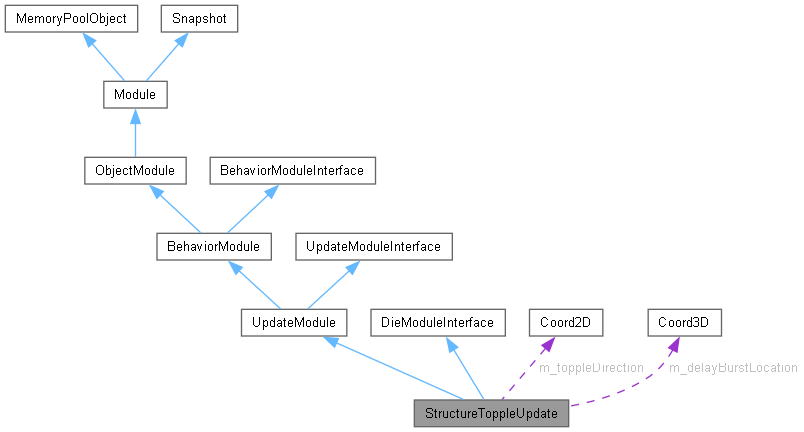 MemoryPoolObject
Snapshot
Module
ObjectModule
BehaviorModuleInterface
BehaviorModule
UpdateModuleInterface
UpdateModule
DieModuleInterface
Coord2D
Coord3D
m_toppleDirection
m_delayBurstLocation
StructureToppleUpdate